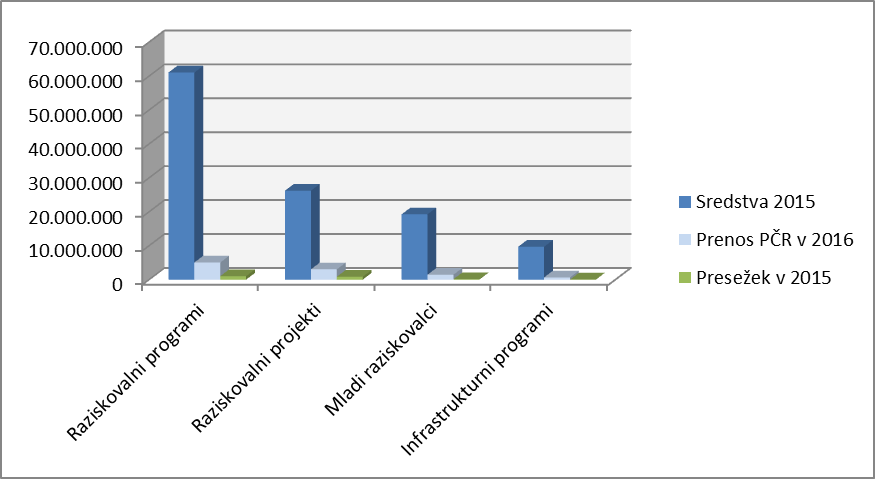 70.000.000
60.000.000
50.000.000
40.000.000
30.000.000
20.000.000
10.000.000
0
Raziskovalni programi
Raziskovalni projekti
Mladi raziskovalci
Infrastrukturni programi
Sredstva 2015
Prenos PČR v 2016
Presežek v 2015